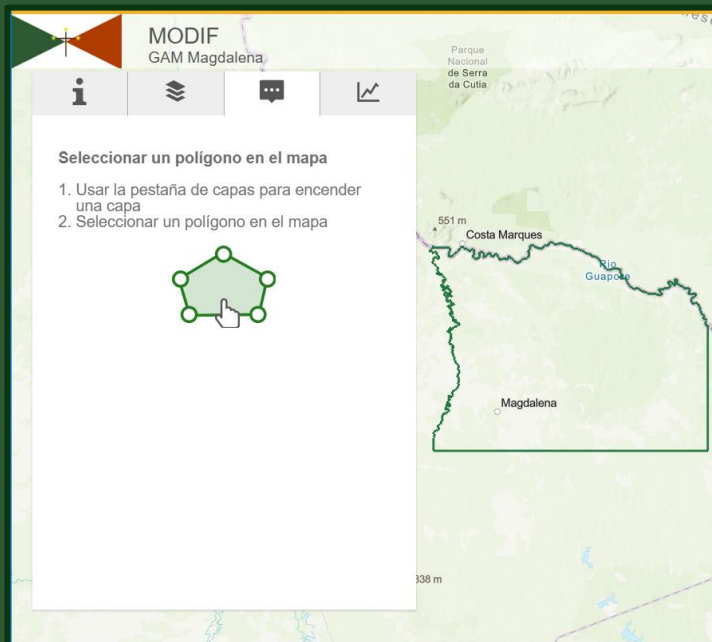 MODIF
GAM Magdalena
Seleccionar un polígono en el mapa
1. Usar la pestaña de capas para encender
una capa
2. Seleccionar un polígono en el mapa
Parque
Nacional
de Serra
da Cutia
551 m
Costa Marques
Rio
Guaporé
Magdalena
338 m